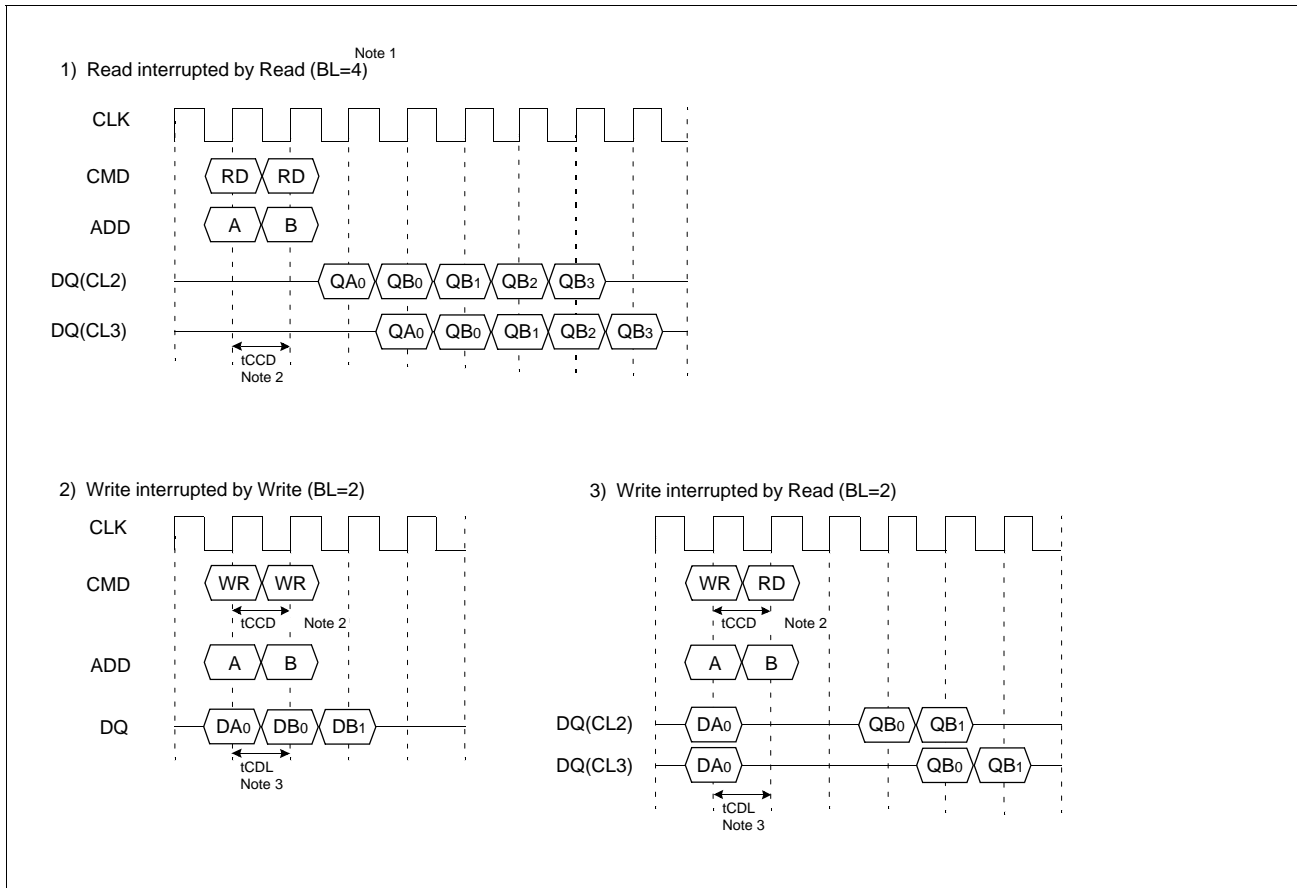 1) Read interrupted by Read (BL=4) Note 1
CLK
CMD RD RD
ADD A B
DQ(CL2) QA0 QB0 QB1 QB2 QB3
DQ(CL3) QA0 QB0 QB1 QB2 QB3
tCCD
Note 2
2) Write interrupted by Write (BL=2)
CLK
CMD WR WR
tCCD Note 2
ADD A B
DQ DA0 DB0 DB1
tCDL
Note 3
3) Write interrupted by Read (BL=2)
WR RD
tCCD Note 2
A B
DQ(CL2) DA0 QB0 QB1
DQ(CL3) DA0 QB0 QB1
tCDL
Note 3